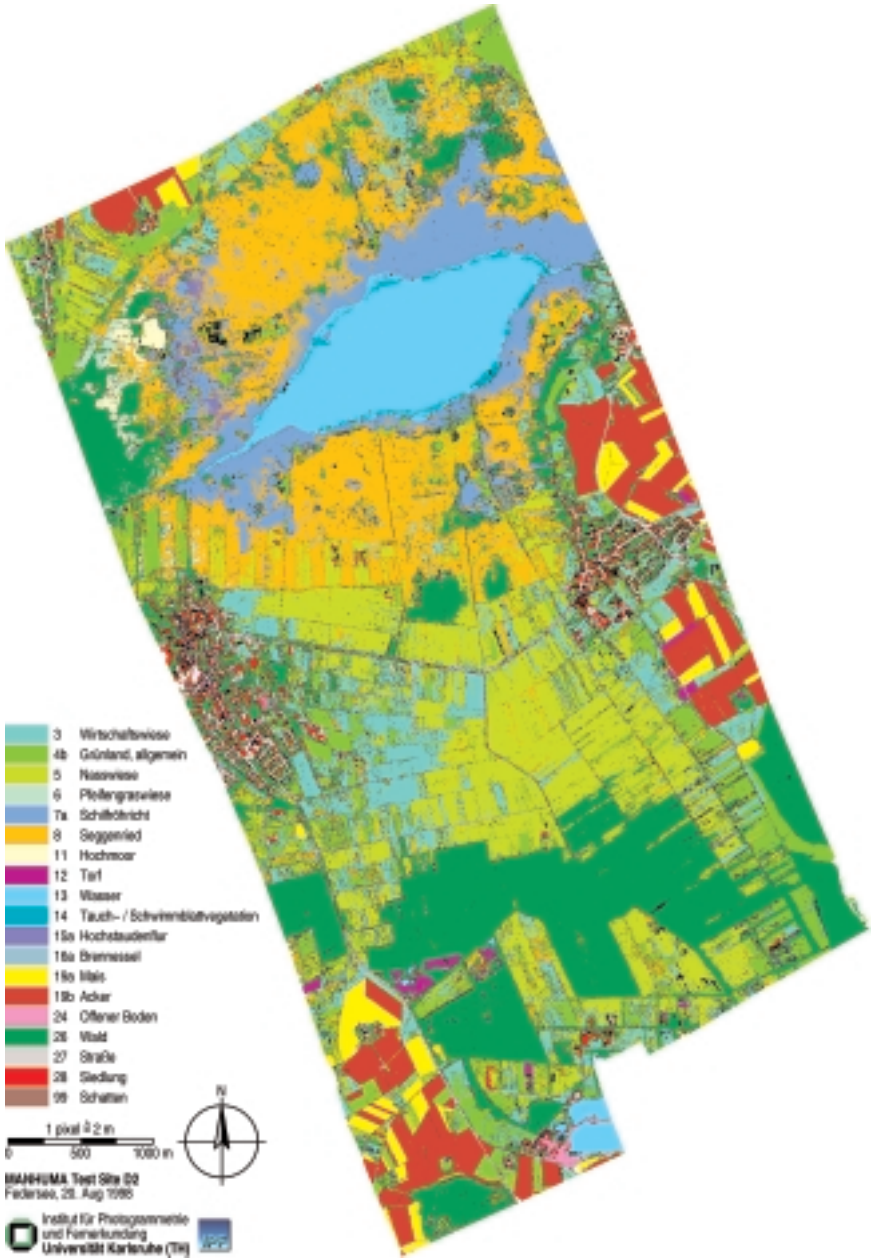 3 Wirtschaftswiese
4b Grünland, allgemein
5 Nasswiese
6 Pfeifengraswiese
7a Schilfröhricht
8 Seggenried
11 Hochmoor
12 Torf
13 Wasser
14 Tauch- / Schwimmblattvegetation
15a Hochstaudenflur
16a Brennessel
19a Mais
19b Acker
24 Offener Boden
26 Wald
27 Straße
28 Siedlung
99 Schatten
N
1 pixel ≙ 2 m
0 500 1000 m
MANHUMA Test Site D2
Federsee, 20. Aug 1998
Institut für Photogrammetrie
und Fernerkundung
Universität Karlsruhe (TH)
IPF